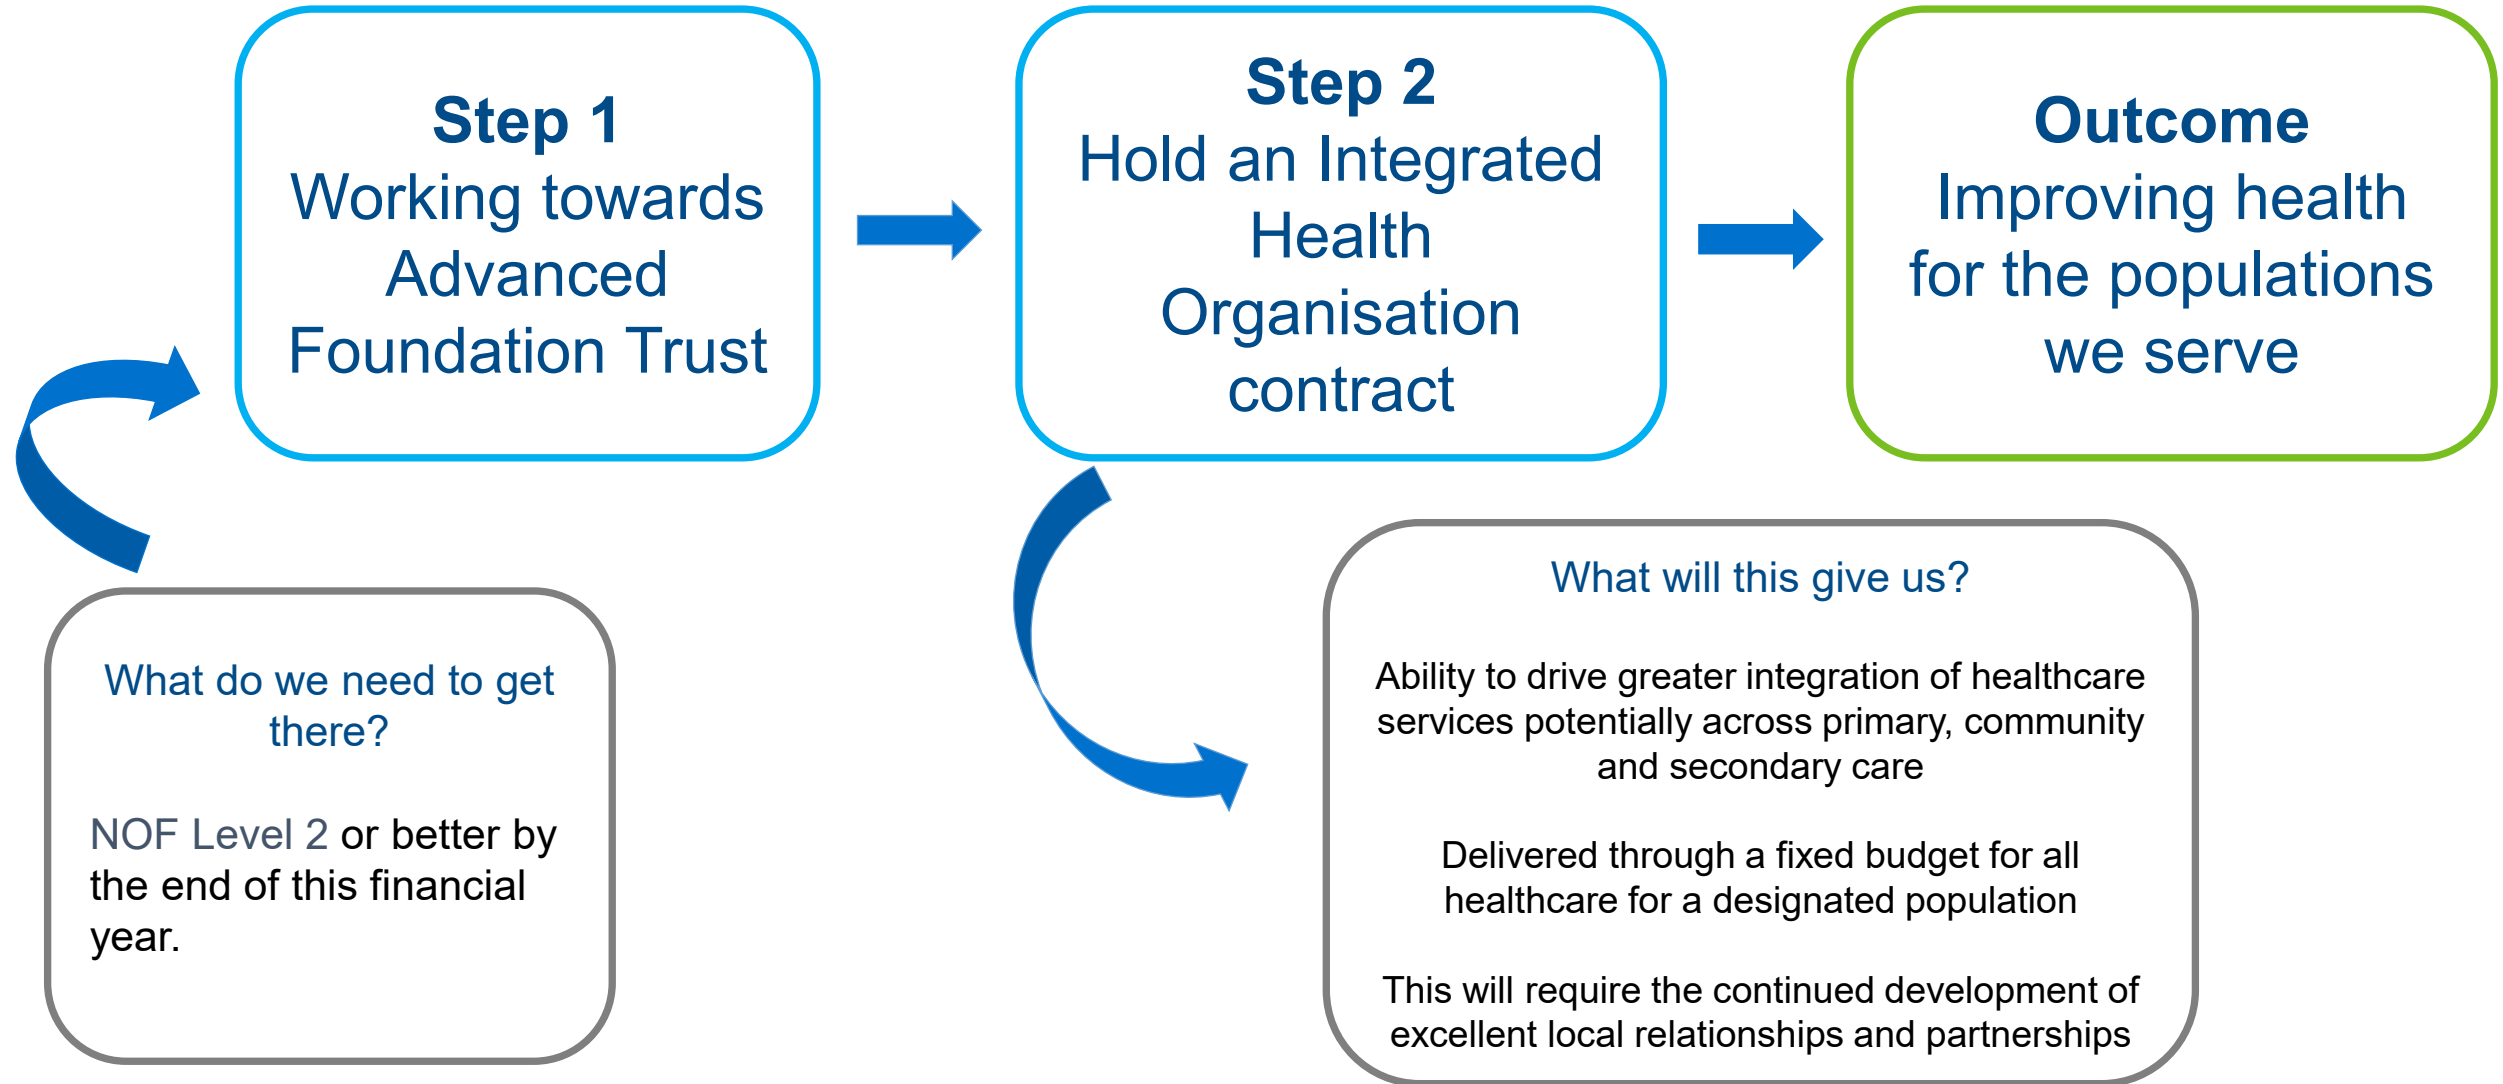 Step 1
Working towards
Advanced
Foundation Trust
Step 2
Hold an Integrated
Health
Organisation
contract
Outcome
Improving health
for the populations
we serve
What do we need to get
there?
NOF Level 2 or better by
the end of this financial
year.
What will this give us?
Ability to drive greater integration of healthcare
services potentially across primary, community
and secondary care
Delivered through a fixed budget for all
healthcare for a designated population
This will require the continued development of
excellent local relationships and partnerships